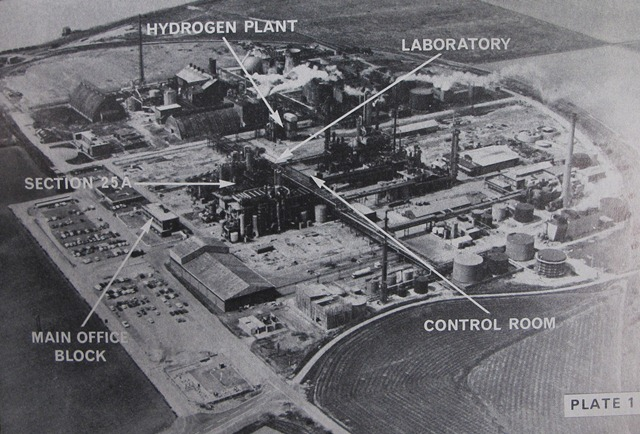 HYDROGEN PLANT
LABORATORY
SECTION 25A
MAIN OFFICE
BLOCK
CONTROL ROOM
PLATE 1